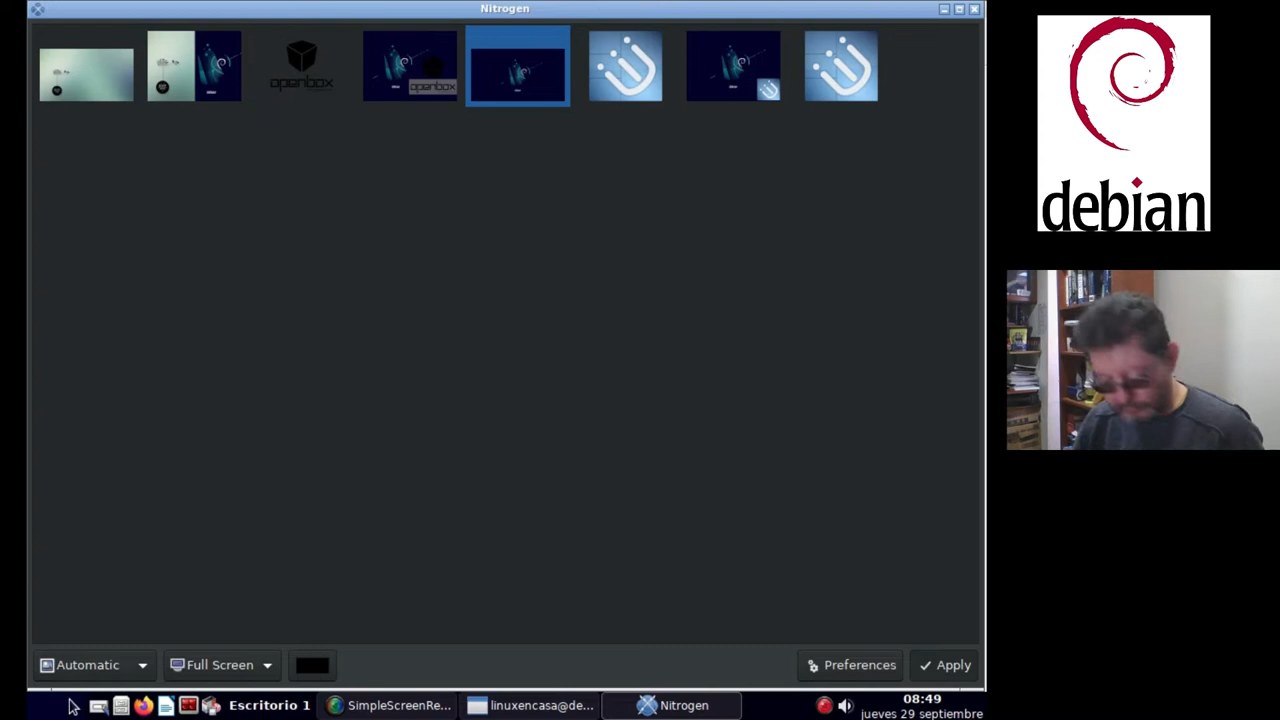 Nitrogen
openbox
openbox
debian
Automatic
Full Screen
Preferences
Apply
Escritorio 1
SimpleScreenRe...
linuxencasa@de...
Nitrogen
08:49
jueves 29 septiembre